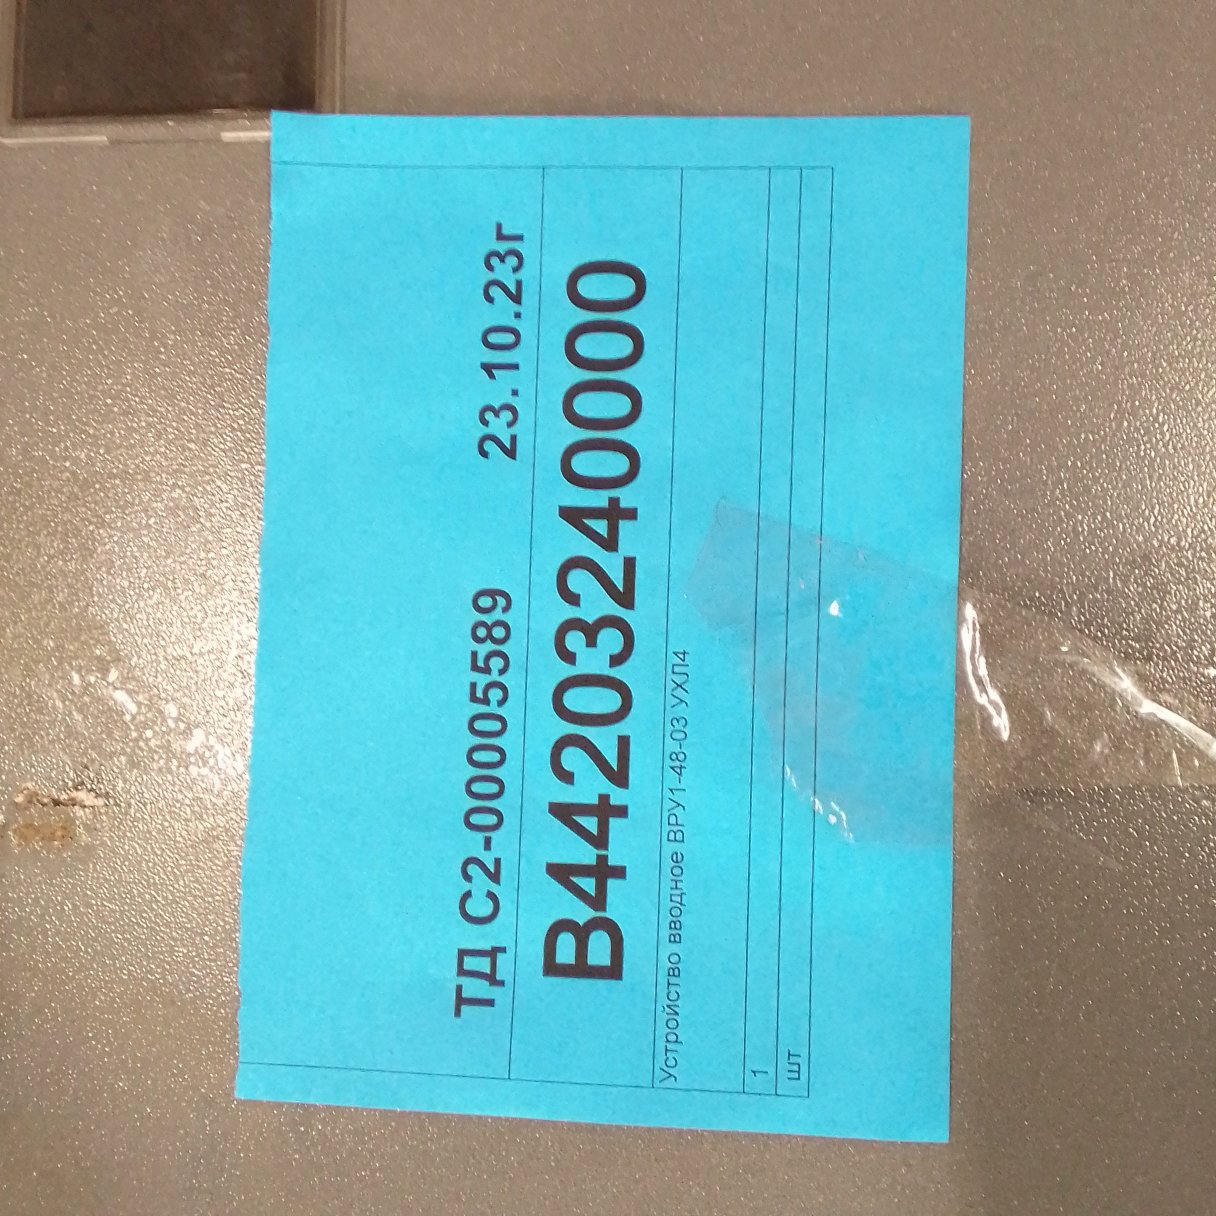 ТД С2-00005589 23.10.23г
В44203240000
Устройство вводное ВРУ1-48-03 УХЛ4
1
шт